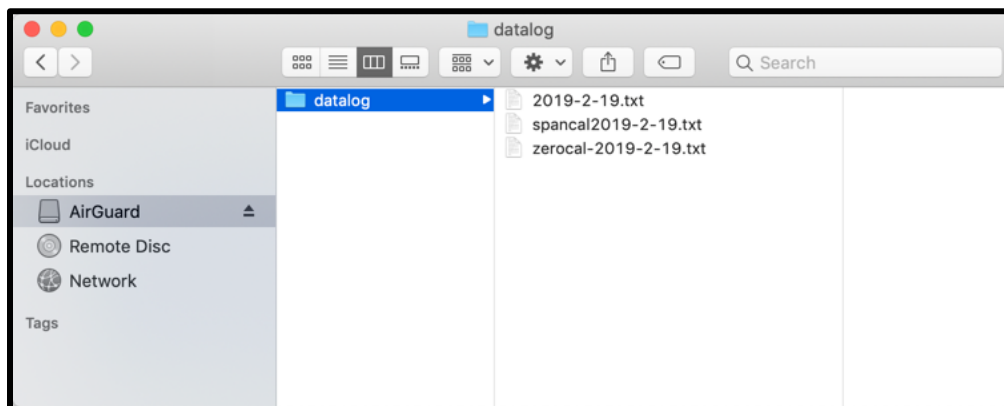 datalog
Search
Favorites
iCloud
Locations
AirGuard
Remote Disc
Network
Tags
datalog
2019-2-19.txt
spancal2019-2-19.txt
zerocal-2019-2-19.txt